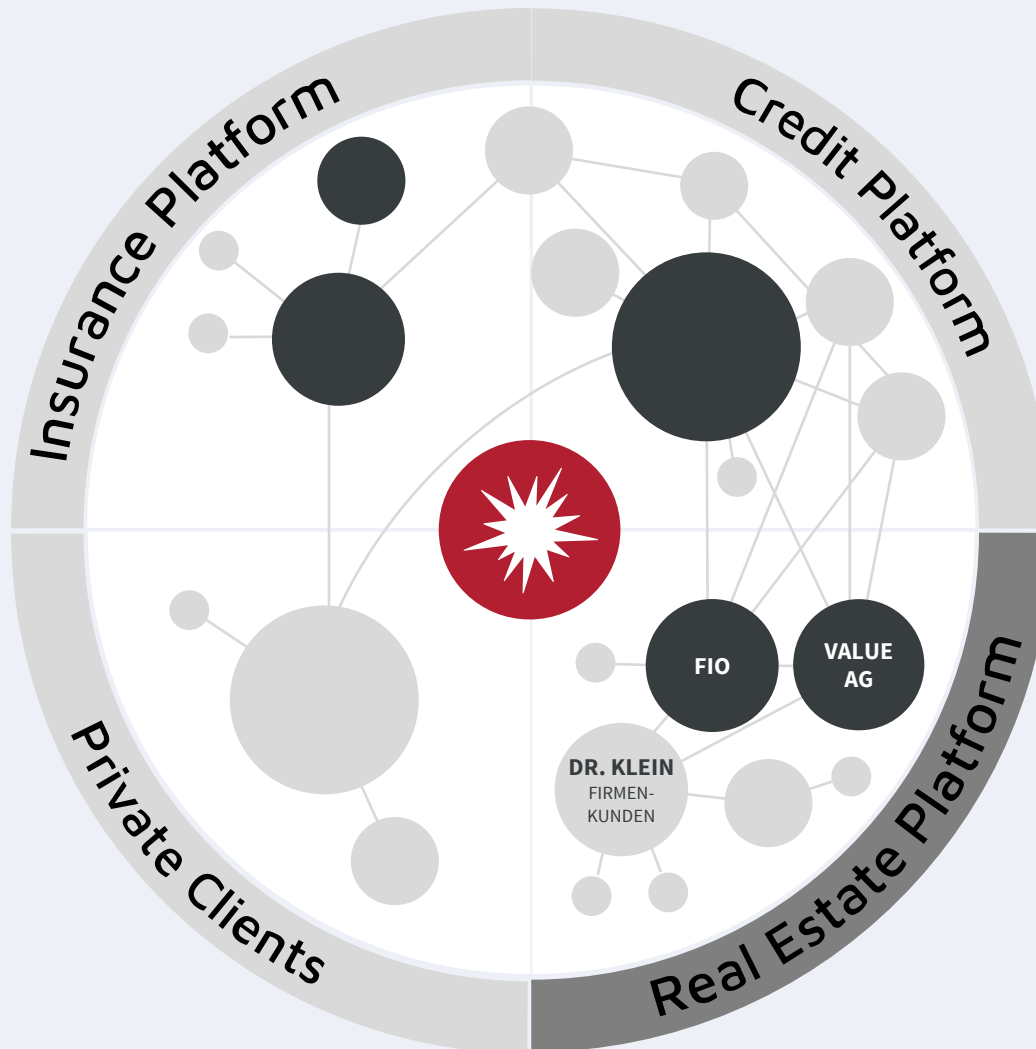 Insurance Platform
Credit Platform
FIO
VALUE
AG
DR. KLEIN
FIRMEN-
KUNDEN
Private Clients
Real Estate Platform